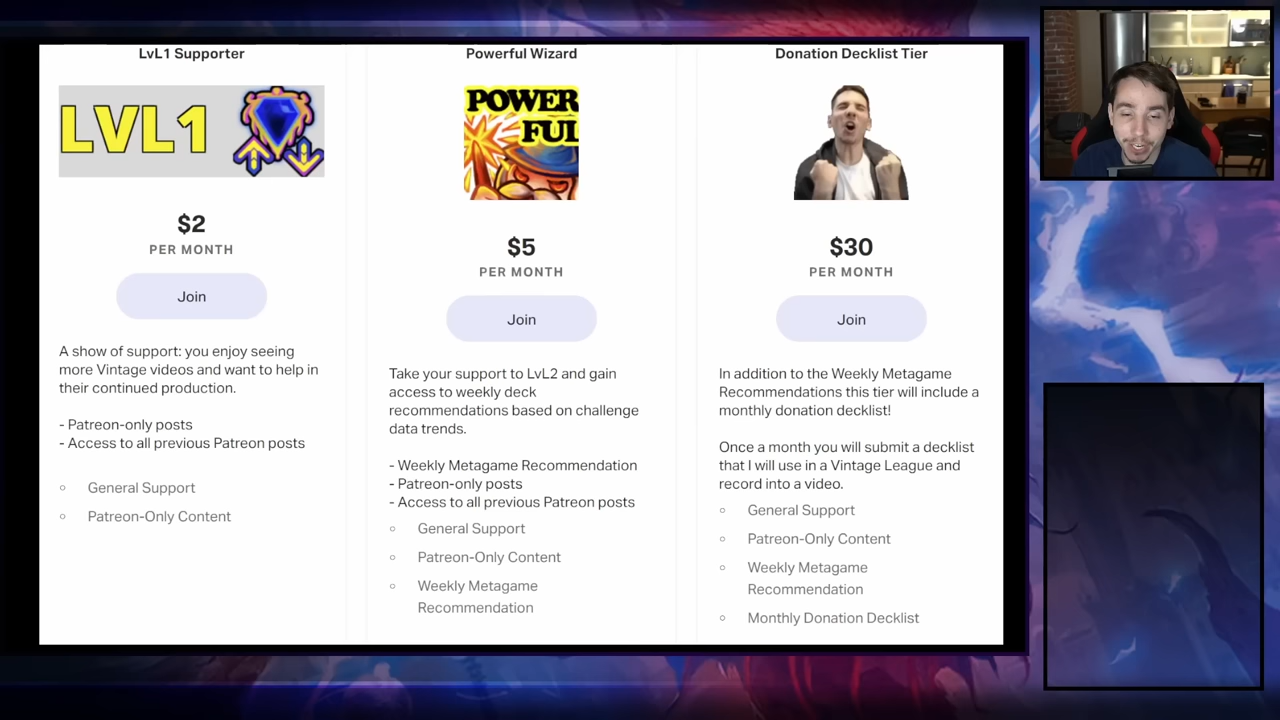 LvL1 Supporter
LVL1
$2
PER MONTH
Join
A show of support: you enjoy seeing
more Vintage videos and want to help in
their continued production.
- Patreon-only posts
- Access to all previous Patreon posts
General Support
Patreon-Only Content
Powerful Wizard
POWER
FUL
$5
PER MONTH
Join
Take your support to LvL2 and gain
access to weekly deck
recommendations based on challenge
data trends.
- Weekly Metagame Recommendation
- Patreon-only posts
- Access to all previous Patreon posts
General Support
Patreon-Only Content
Weekly Metagame
Recommendation
Donation Decklist Tier
$30
PER MONTH
Join
In addition to the Weekly Metagame
Recommendations this tier will include a
monthly donation decklist!
Once a month you will submit a decklist
that I will use in a Vintage League and
record into a video.
General Support
Patreon-Only Content
Weekly Metagame
Recommendation
Monthly Donation Decklist